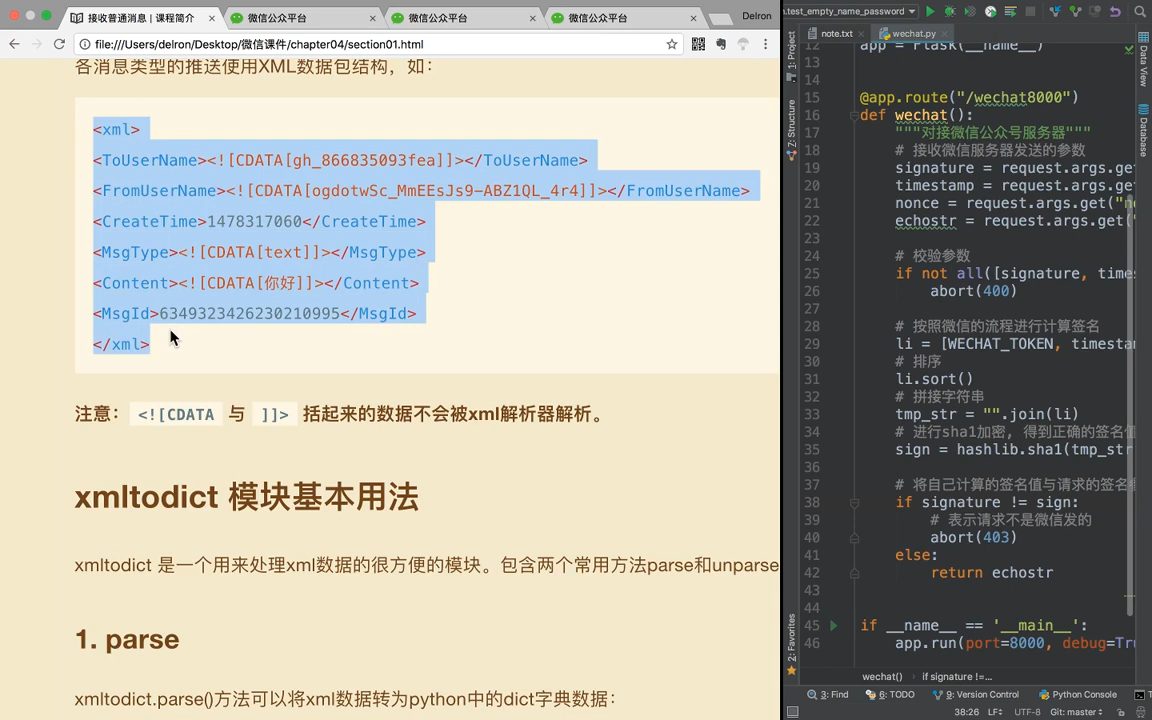 接收普通消息 | 课程简介
微信公众平台
微信公众平台
微信公众平台
Delron
file:///Users/delron/Desktop/微信课件/chapter04/section01.html
各消息类型的推送使用XML数据包结构，如：
<xml>
<ToUserName><![CDATA[gh_866835093fea]]></ToUserName>
<FromUserName><![CDATA[ogdotwSc_MmEEsJs9-ABZ1QL_4r4]]></FromUserName>
<CreateTime>1478317060</CreateTime>
<MsgType><![CDATA[text]]></MsgType>
<Content><![CDATA[你好]]></Content>
<MsgId>6349323426230210995</MsgId>
</xml>
注意： <![CDATA 与 ]]> 括起来的数据不会被xml解析器解析。
xmltodict 模块基本用法
xmltodict 是一个用来处理xml数据的很方便的模块。包含两个常用方法parse和unparse
1. parse
xmltodict.parse()方法可以将xml数据转为python中的dict字典数据：
.test_empty_name_password
note.txt
wechat.py
1: Project
7: Structure
2: Favorites
Data View
Database
12 app = Flask(__name__)
13
14
15 @app.route("/wechat8000")
16 def wechat():
17 """对接微信公众号服务器"""
18 # 接收微信服务器发送的参数
19 signature = request.args.ge
20 timestamp = request.args.ge
21 nonce = request.args.get("n
22 echostr = request.args.get("
23
24 # 校验参数
25 if not all([signature, times
26 abort(400)
27
28 # 按照微信的流程进行计算签名
29 li = [WECHAT_TOKEN, timesta
30 # 排序
31 li.sort()
32 # 拼接字符串
33 tmp_str = "".join(li)
34 # 进行sha1加密, 得到正确的签名值
35 sign = hashlib.sha1(tmp_str
36
37 # 将自己计算的签名值与请求的签名
38 if signature != sign:
39 # 表示请求不是微信发的
40 abort(403)
41 else:
42 return echostr
43
44
45 if __name__ == '__main__':
46 app.run(port=8000, debug=Tru
wechat() if signature !=...
3: Find 6: TODO 9: Version Control Python Console
38:26 LF÷ UTF-8 Git: master÷